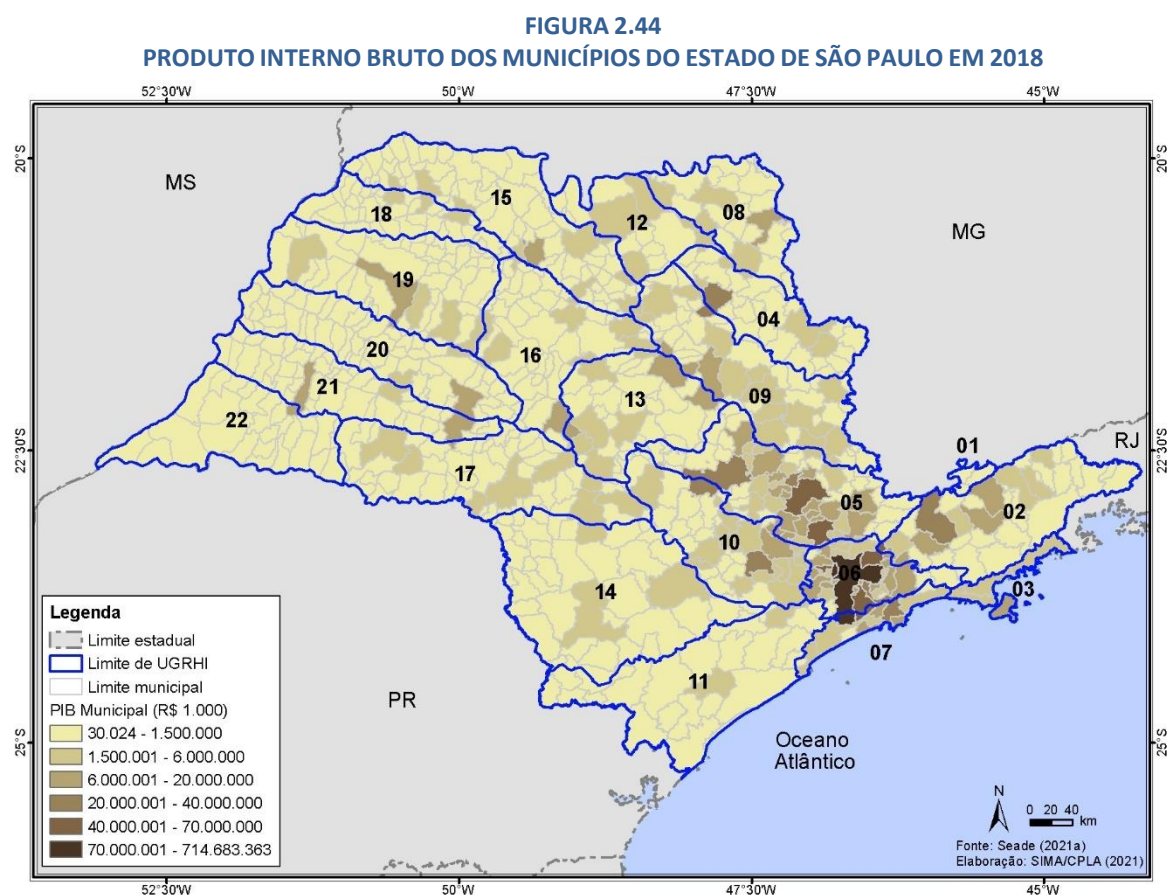 FIGURA 2.44
PRODUTO INTERNO BRUTO DOS MUNICÍPIOS DO ESTADO DE SÃO PAULO EM 2018
52°30'W 50°W 47°30'W 45°W
20°S 20°S
MS
15
18
12
08
MG
19
04
20
16
21
13
09
22
22°30'S 22°30'S
17
01
RJ
05
02
10
06
14
03
07
11
PR
Oceano
Atlântico
25°S 25°S
Legenda
Limite estadual
Limite de UGRHI
Limite municipal
PIB Municipal (R$ 1.000)
30.024 - 1.500.000
1.500.001 - 6.000.000
6.000.001 - 20.000.000
20.000.001 - 40.000.000
40.000.001 - 70.000.000
70.000.001 - 714.683.363
N
0 20 40
km
Fonte: Seade (2021a)
Elaboração: SIMA/CPLA (2021)
52°30'W 50°W 47°30'W 45°W